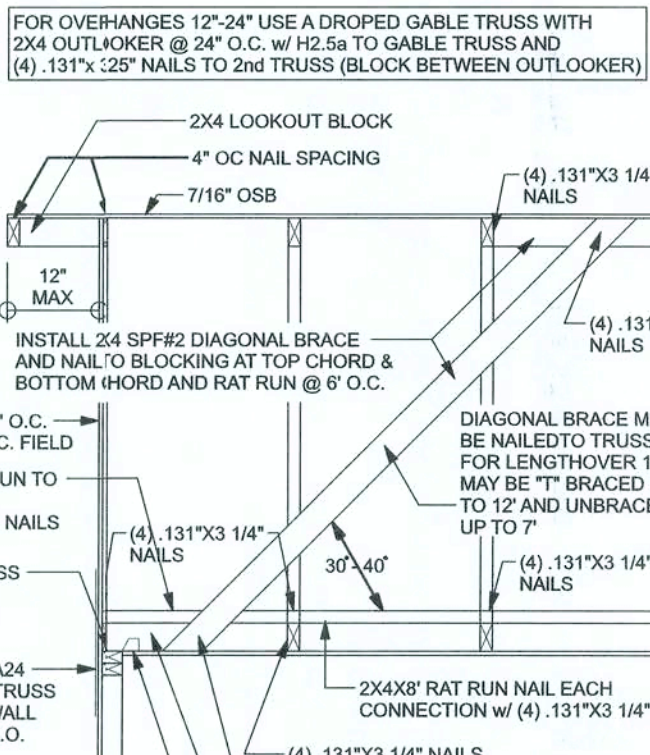 FOR OVERHANGES 12"-24" USE A DROPED GABLE TRUSS WITH
2X4 OUTLOOKER @ 24" O.C. w/ H2.5a TO GABLE TRUSS AND
(4) .131"x 325" NAILS TO 2nd TRUSS (BLOCK BETWEEN OUTLOOKER)
2X4 LOOKOUT BLOCK
4" OC NAIL SPACING
7/16" OSB
(4) .131"X3 1/4
NAILS
12"
MAX
(4) .131
NAILS
INSTALL 2X4 SPF#2 DIAGONAL BRACE
AND NAIL TO BLOCKING AT TOP CHORD &
BOTTOM CHORD AND RAT RUN @ 6' O.C.
' O.C.
C. FIELD
DIAGONAL BRACE M
BE NAILEDTO TRUSS
FOR LENGTHOVER 1
MAY BE "T" BRACED
TO 12' AND UNBRACE
UP TO 7'
UN TO
NAILS
(4) .131"X3 1/4"
NAILS
30°- 40°
(4) .131"X3 1/4"
NAILS
SS
A24
TRUSS
WALL
.O.
2X4X8' RAT RUN NAIL EACH
CONNECTION w/ (4) .131"X3 1/4"
(4) .131"X3 1/4" NAILS